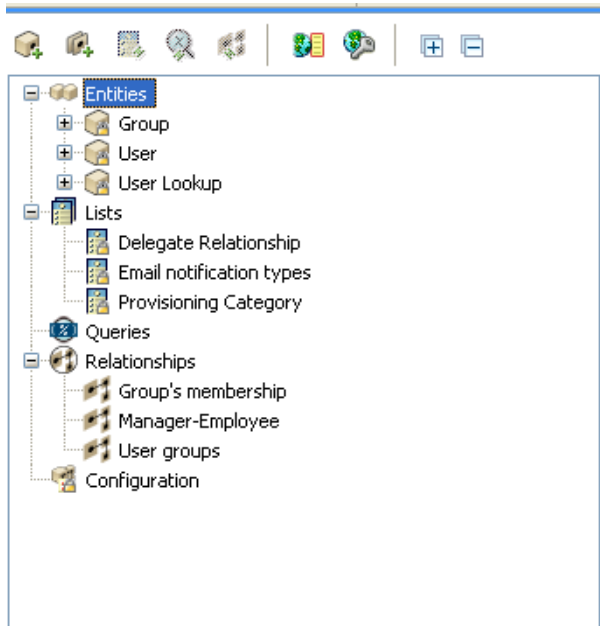 Entities
Group
User
User Lookup
Lists
Delegate Relationship
Email notification types
Provisioning Category
Queries
Relationships
Group's membership
Manager-Employee
User groups
Configuration